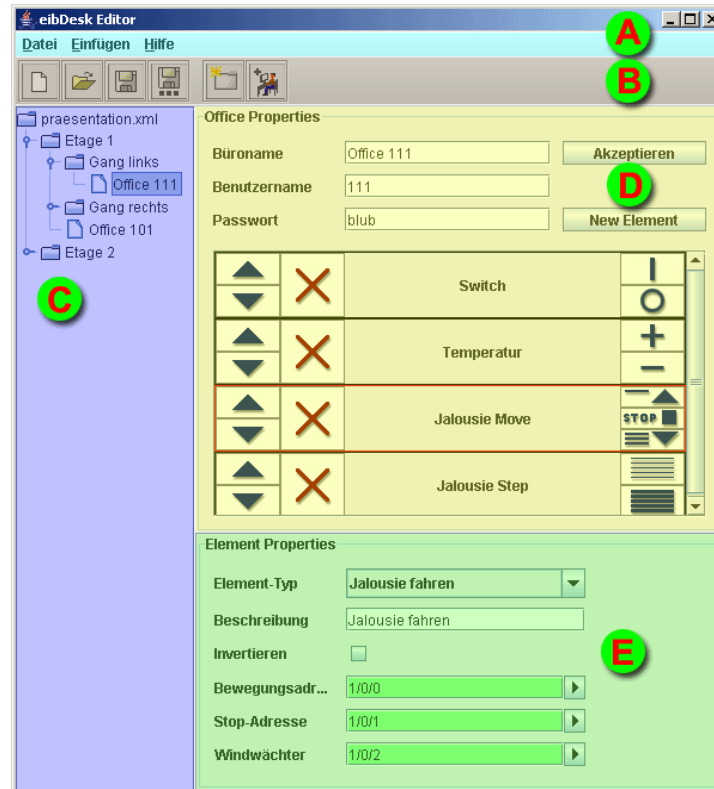 eibDesk Editor
A
Datei Einfügen Hilfe
B
praesentation.xml
Etage 1
Gang links
Office 111
Gang rechts
Office 101
Etage 2
C
Office Properties
Büroname Office 111 Akzeptieren
Benutzername 111
D
Passwort blub New Element
Switch
Temperatur
Jalousie Move STOP
Jalousie Step
Element Properties
Element-Typ Jalousie fahren
Beschreibung Jalousie fahren
Invertieren
E
Bewegungsadr... 1/0/0
Stop-Adresse 1/0/1
Windwächter 1/0/2